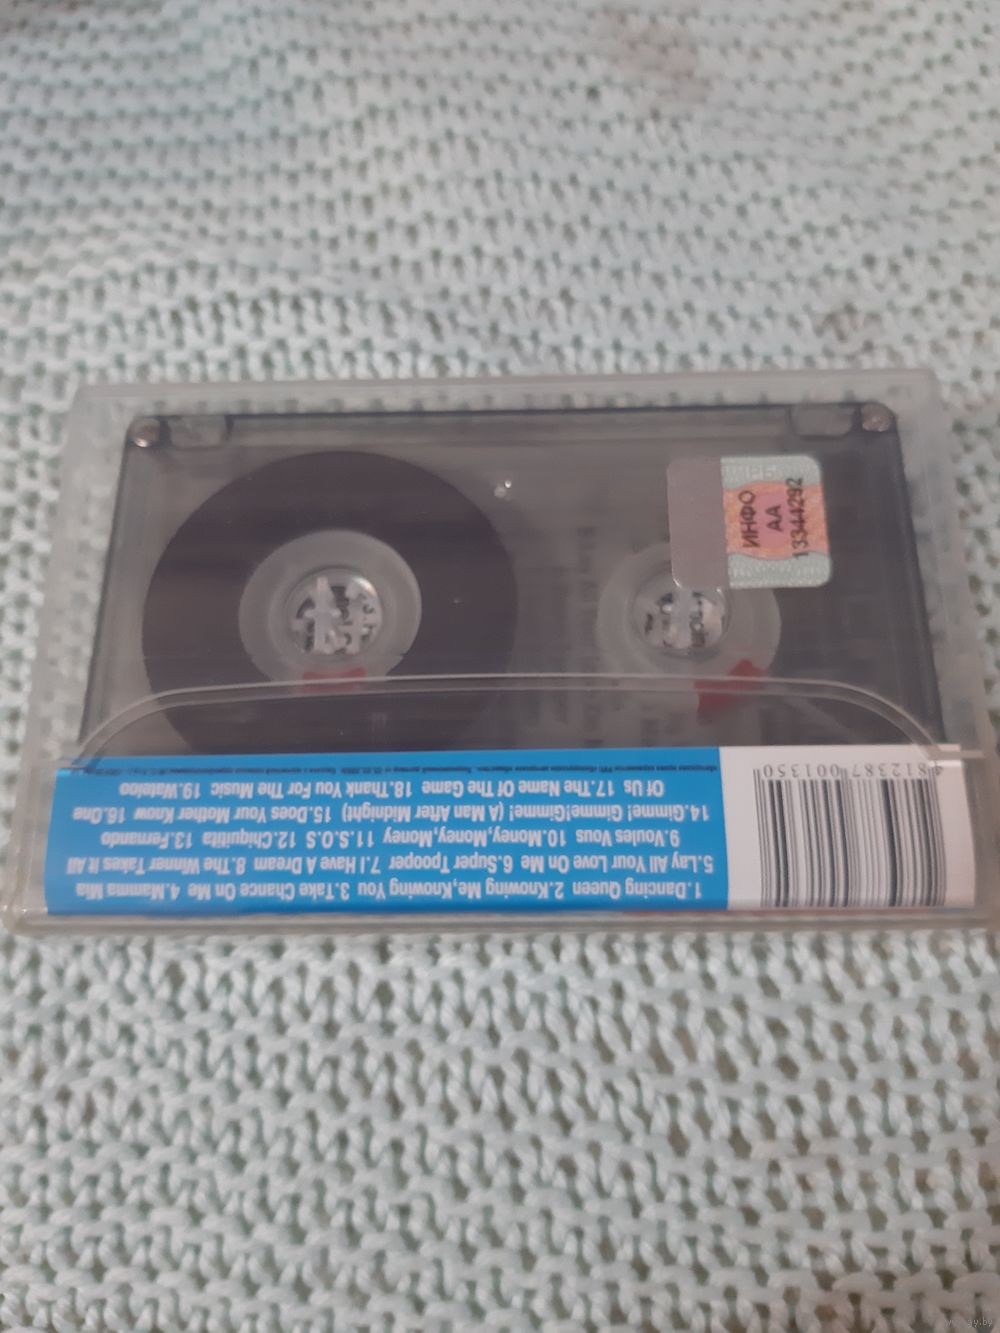 ИНФО
АА
13344292
1.Dancing Queen 2.Knowing Me,Knowing You 3.Take Chance On Me 4.Mamma Mia
5.Lay All Your Love On Me 6.Super Tpooper 7.I Have A Dream 8.The Winner Takes It All
9.Voules Vous 10.Money,Money,Money 11.S.O.S 12.Chiquitita 13.Fernando
14.Gimme! Gimme!Gimme! (A Man After Midnight) 15.Does Your Mother Know 16.One
Of Us 17.The Name Of The Game 18.Thank You For The Music 19.Wateloo
4 812387 001350